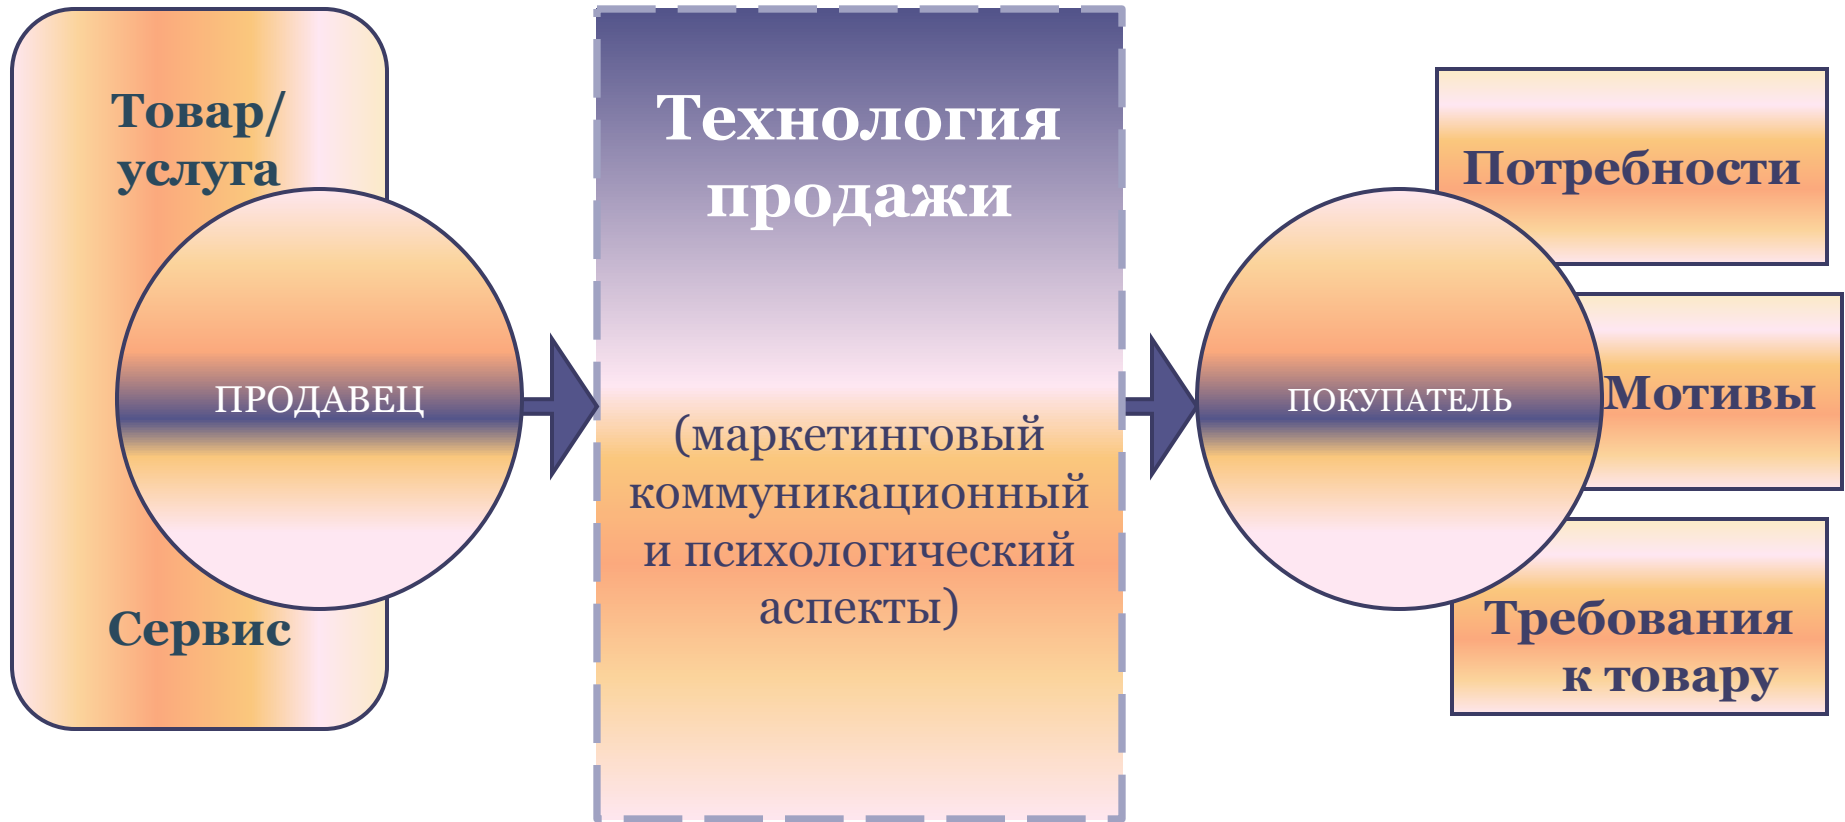 Товар/
услуга
ПРОДАВЕЦ
Сервис
Технология
продажи
(маркетинговый
коммуникационный
и психологический
аспекты)
ПОКУПАТЕЛЬ
Потребности
Мотивы
Требования
к товару